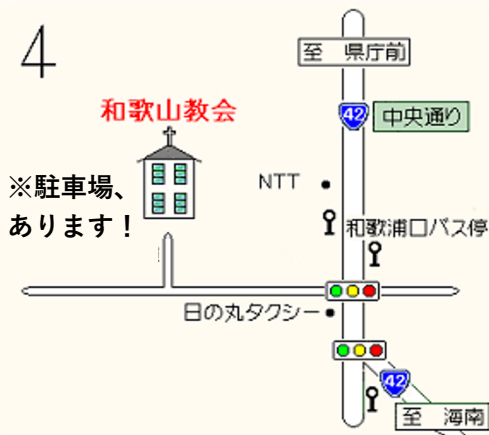 4
至 県庁前
和歌山教会
42
中央通り
※駐車場、
あります！
NTT
和歌浦口バス停
日の丸タクシー
42
至 海南